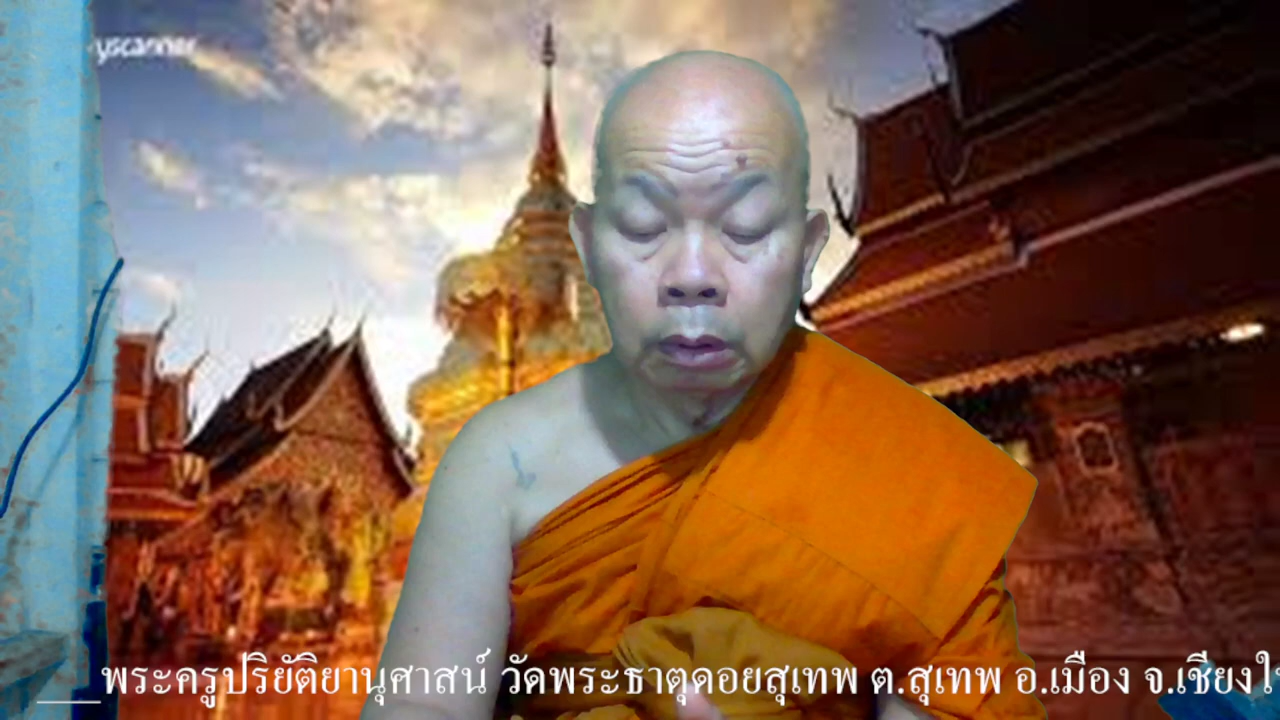 yscanner
พระครูปริยัติยานุศาสน์ วัดพระธาตุดอยสุเทพ ต.สุเทพ อ.เมือง จ.เชียงให